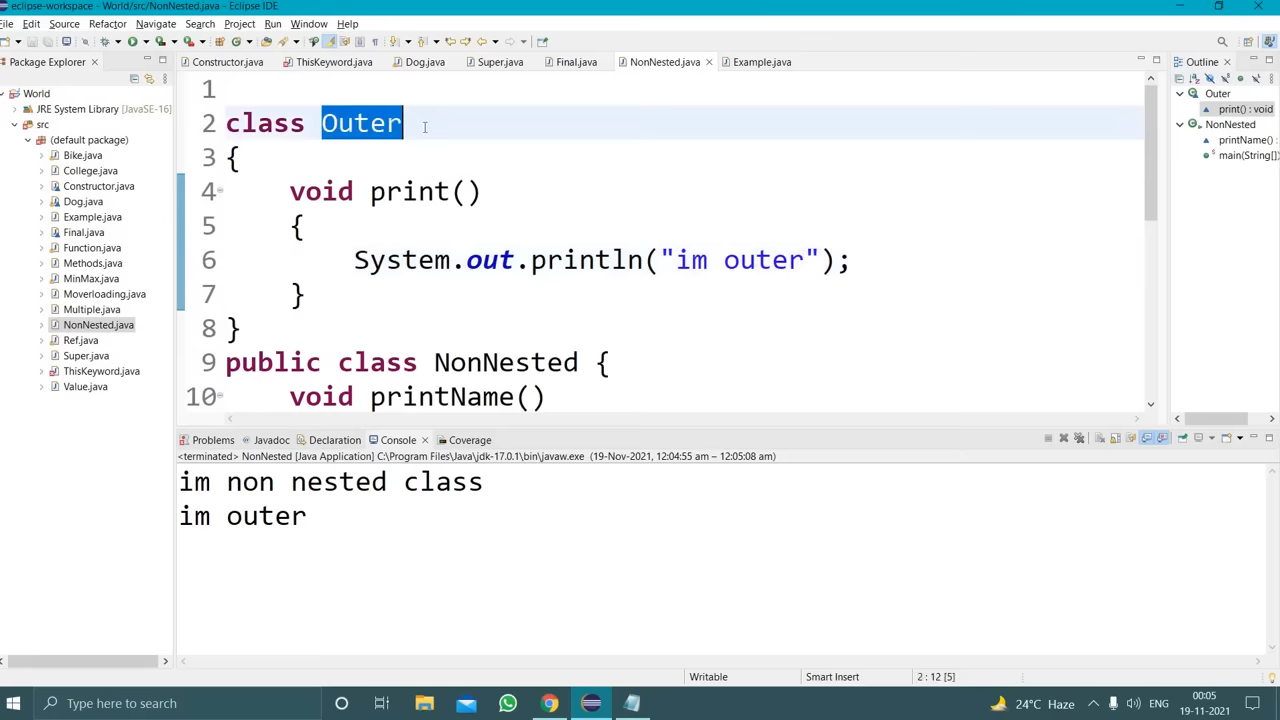 eclipse-workspace - World/src/NonNested.java - Eclipse IDE
File Edit Source Refactor Navigate Search Project Run Window Help
Package Explorer
Constructor.java ThisKeyword.java Dog.java Super.java Final.java NonNested.java Example.java
Outline
World
JRE System Library [JavaSE-16]
src
(default package)
Bike.java
College.java
Constructor.java
Dog.java
Example.java
Final.java
Function.java
Methods.java
MinMax.java
Moverloading.java
Multiple.java
NonNested.java
Ref.java
Super.java
ThisKeyword.java
Value.java
1
2 class Outer
3 {
4 void print()
5 {
6 System.out.println("im outer");
7 }
8 }
9 public class NonNested {
10 void printName()
Outer
print() : void
NonNested
printName() :
main(String[])
Problems Javadoc Declaration Console Coverage
<terminated> NonNested [Java Application] C:\Program Files\Java\jdk-17.0.1\bin\javaw.exe (19-Nov-2021, 12:04:55 am – 12:05:08 am)
im non nested class
im outer
Writable Smart Insert 2 : 12 [5]
Type here to search
24°C Haze ENG 00:05
19-11-2021